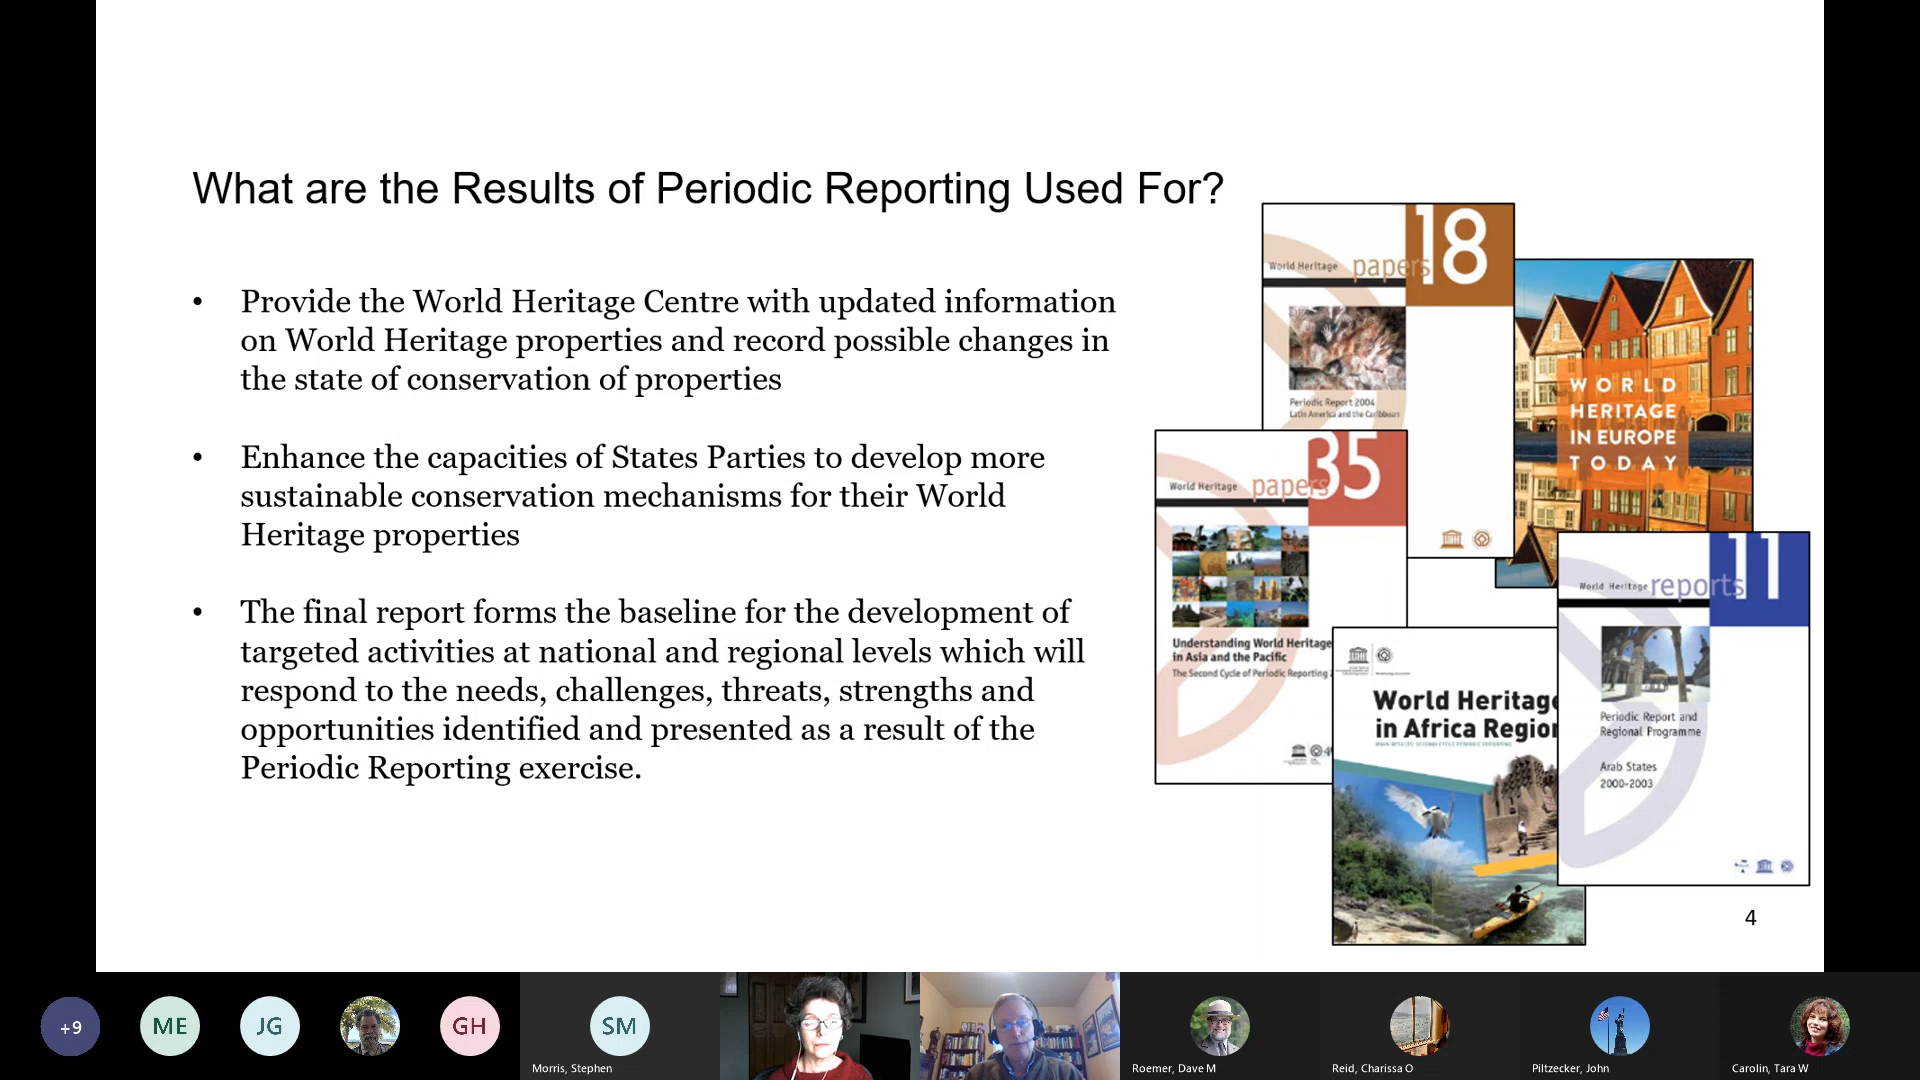 What are the Results of Periodic Reporting Used For?
• Provide the World Heritage Centre with updated information
on World Heritage properties and record possible changes in
the state of conservation of properties
• Enhance the capacities of States Parties to develop more
sustainable conservation mechanisms for their World
Heritage properties
• The final report forms the baseline for the development of
targeted activities at national and regional levels which will
respond to the needs, challenges, threats, strengths and
opportunities identified and presented as a result of the
Periodic Reporting exercise.
18
World Heritage papers
Periodic Report 2004
Latin America and the Caribbean
WORLD
HERITAGE
IN EUROPE
TODAY
35
World Heritage papers
Understanding World Heritage
in Asia and the Pacific
The Second Cycle of Periodic Reporting
World Heritage
in Africa Region
MAIN RESULTS: SECOND CYCLE PERIODIC REPORTING
11
World Heritage reports
Periodic Report and
Regional Programme
Arab States
2000-2003
4
+9
ME
JG
GH
SM
Morris, Stephen
Roemer, Dave M
Reid, Charissa O
Piltzecker, John
Carolin, Tara W